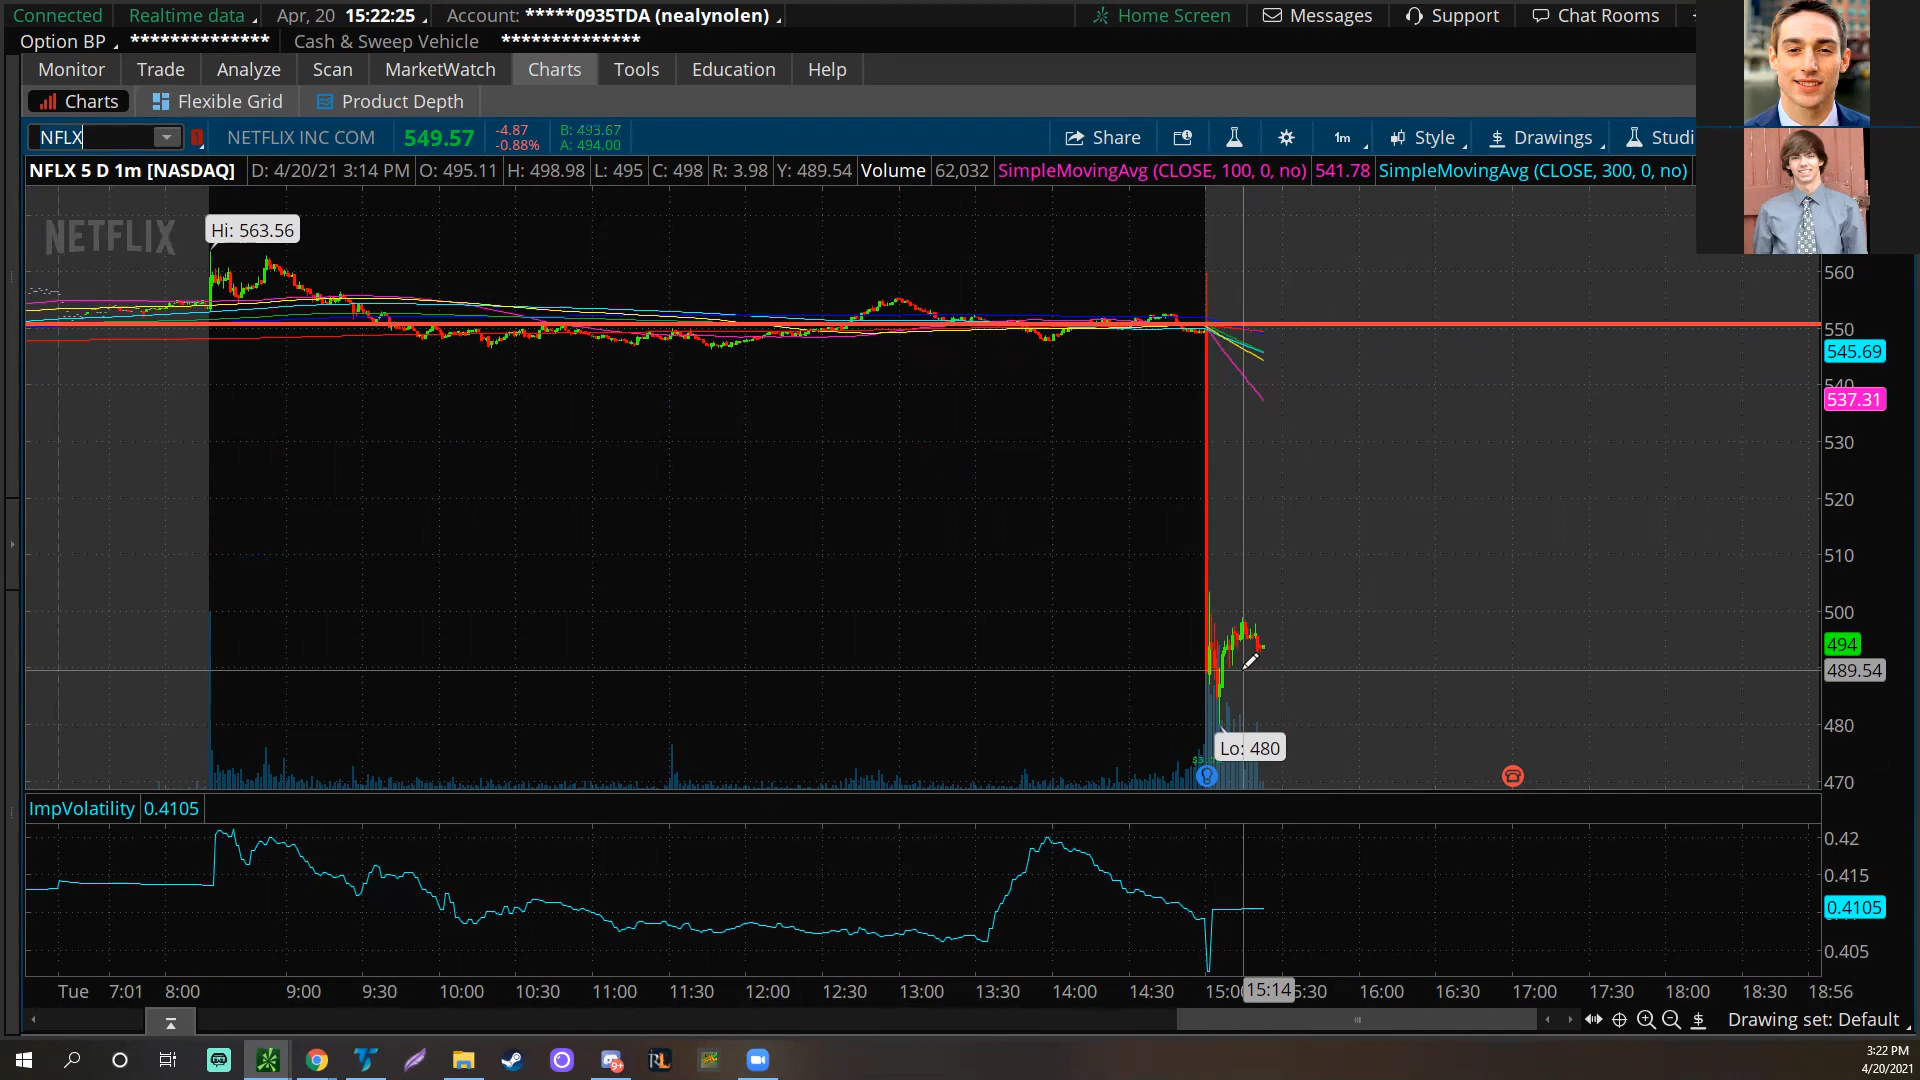 Connected Realtime data Apr, 20 15:22:25 Account: *****0935TDA (nealynolen) Home Screen Messages Support Chat Rooms
Option BP ************** Cash & Sweep Vehicle **************
Monitor Trade Analyze Scan MarketWatch Charts Tools Education Help
Charts Flexible Grid Product Depth
NFLX NETFLIX INC COM 549.57 -4.87 -0.88% B: 493.67 A: 494.00 Share 1m Style Drawings Studi
NFLX 5 D 1m [NASDAQ] D: 4/20/21 3:14 PM O: 495.11 H: 498.98 L: 495 C: 498 R: 3.98 Y: 489.54 Volume 62,032 SimpleMovingAvg (CLOSE, 100, 0, no) 541.78 SimpleMovingAvg (CLOSE, 300, 0, no)
NETFLIX
Hi: 563.56
560
550
545.69
540
537.31
530
520
510
500
494
489.54
480
Lo: 480
470
ImpVolatility 0.4105
0.42
0.415
0.4105
0.405
Tue 7:01 8:00 9:00 9:30 10:00 10:30 11:00 11:30 12:00 12:30 13:00 13:30 14:00 14:30 15:00 15:14 5:30 16:00 16:30 17:00 17:30 18:00 18:30 18:56
Drawing set: Default
9+ RL
3:22 PM
4/20/2021